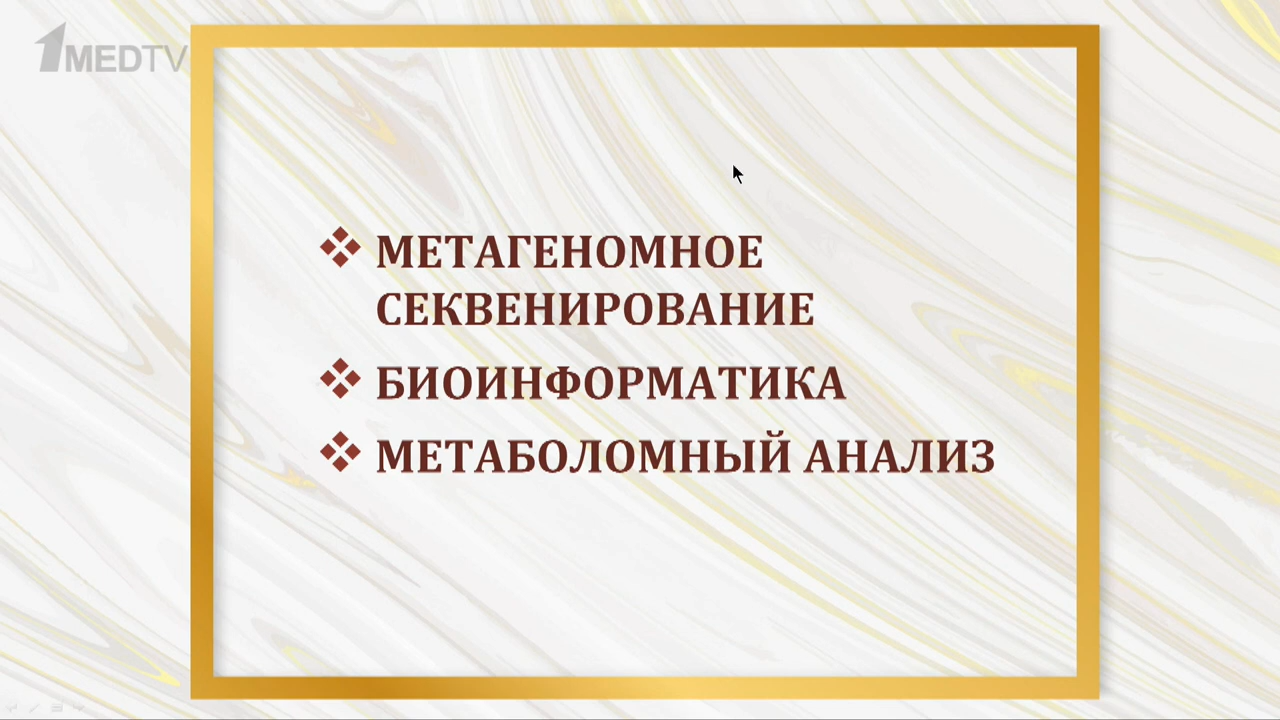 1MEDTV
МЕТАГЕНОМНОЕ
СЕКВЕНИРОВАНИЕ
БИОИНФОРМАТИКА
МЕТАБОЛОМНЫЙ АНАЛИЗ